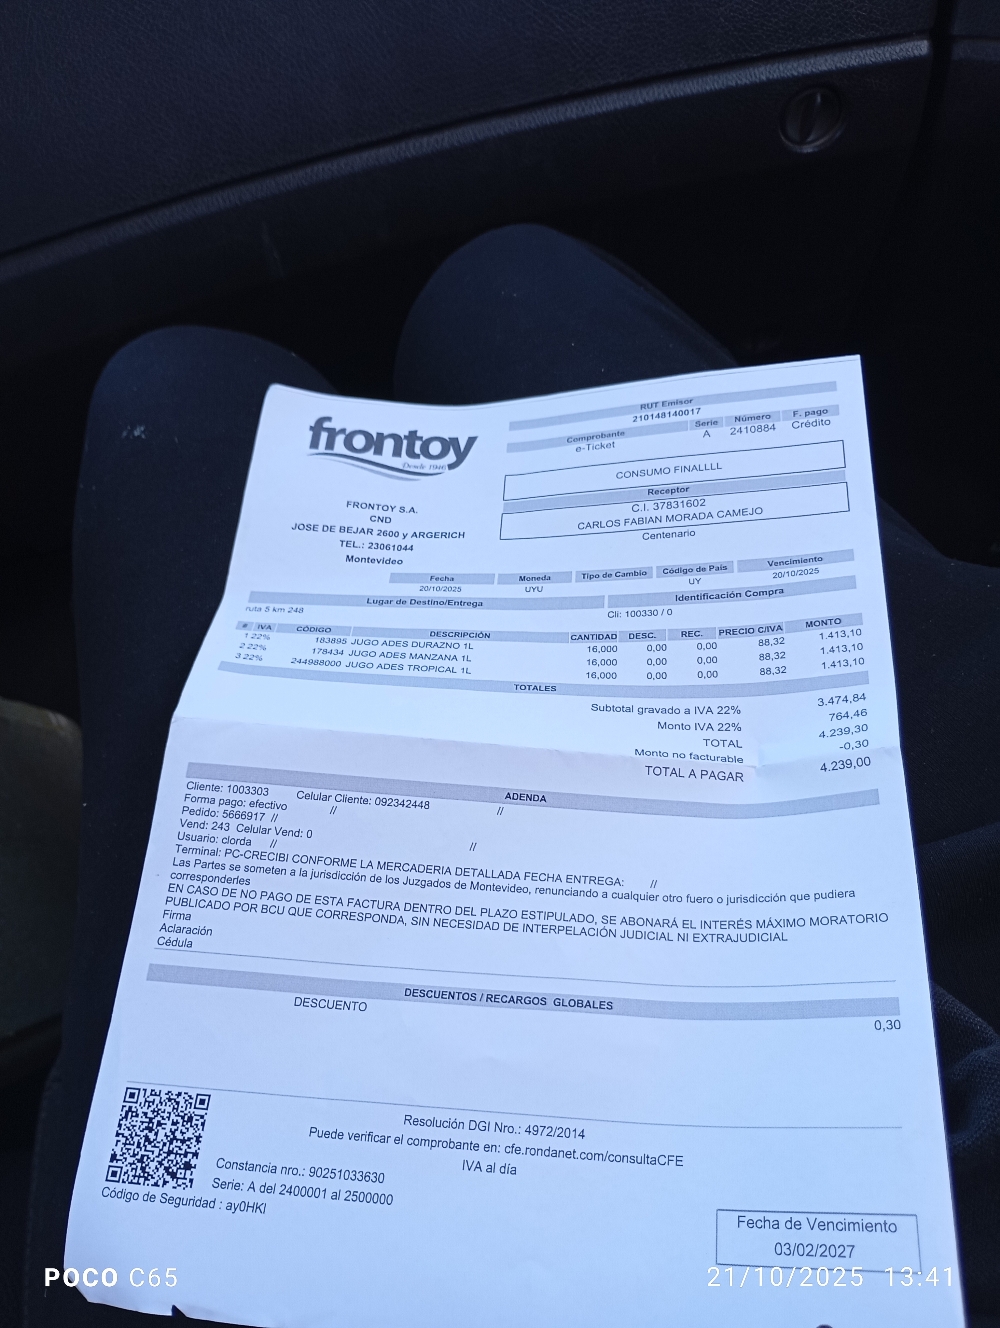 frontoy
Desde 1946
FRONTOY S.A.
CND
JOSE DE BEJAR 2600 y ARGERICH
TEL.: 23061044
Montevideo
RUT Emisor
210148140017
Comprobante Serie Número F. pago
e-Ticket A 2410884 Crédito
CONSUMO FINALLLL
Receptor
C.I. 37831602
CARLOS FABIAN MORADA CAMEJO
Centenario
Fecha Moneda Tipo de Cambio Código de País Vencimiento
20/10/2025 UYU UY 20/10/2025
Lugar de Destino/Entrega Identificación Compra
ruta 5 km 248 Cli: 100330 / 0
# IVA CÓDIGO DESCRIPCIÓN CANTIDAD DESC. REC. PRECIO C/IVA MONTO
1 22% 183895 JUGO ADES DURAZNO 1L 16,000 0,00 0,00 88,32 1.413,10
2 22% 178434 JUGO ADES MANZANA 1L 16,000 0,00 0,00 88,32 1.413,10
3 22% 244988000 JUGO ADES TROPICAL 1L 16,000 0,00 0,00 88,32 1.413,10
TOTALES
Subtotal gravado a IVA 22% 3.474,84
Monto IVA 22% 764,46
TOTAL 4.239,30
Monto no facturable -0,30
TOTAL A PAGAR 4.239,00
ADENDA
Cliente: 1003303 Celular Cliente: 092342448 //
Forma pago: efectivo //
Pedido: 5666917 //
Vend: 243 Celular Vend: 0
Usuario: clorda // //
Terminal: PC-CRECIBI CONFORME LA MERCADERIA DETALLADA FECHA ENTREGA: //
Las Partes se someten a la jurisdicción de los Juzgados de Montevideo, renunciando a cualquier otro fuero o jurisdicción que pudiera
corresponderles
EN CASO DE NO PAGO DE ESTA FACTURA DENTRO DEL PLAZO ESTIPULADO, SE ABONARÁ EL INTERÉS MÁXIMO MORATORIO
PUBLICADO POR BCU QUE CORRESPONDA, SIN NECESIDAD DE INTERPELACIÓN JUDICIAL NI EXTRAJUDICIAL
Firma
Aclaración
Cédula
DESCUENTOS / RECARGOS GLOBALES
DESCUENTO 0,30
Resolución DGI Nro.: 4972/2014
Puede verificar el comprobante en: cfe.rondanet.com/consultaCFE
IVA al día
Constancia nro.: 90251033630
Serie: A del 2400001 al 2500000
Código de Seguridad : ay0HKl
Fecha de Vencimiento
03/02/2027
POCO C65
21/10/2025 13:41